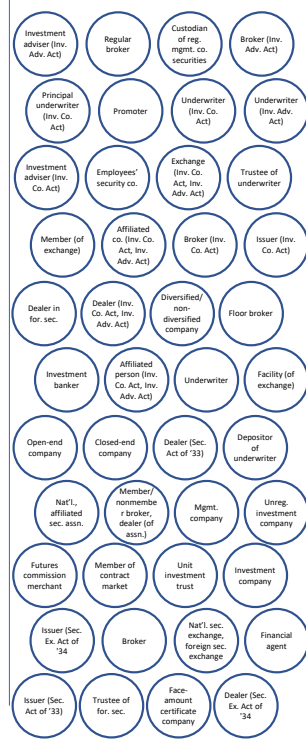 Investment
adviser (Inv.
Adv. Act)
Regular
broker
Custodian
of reg.
mgmt. co.
securities
Broker (Inv.
Adv. Act)
Principal
underwriter
(Inv. Co.
Act)
Promoter
Underwriter
(Inv. Co.
Act)
Underwriter
(Inv. Adv.
Act)
Investment
adviser (Inv.
Co. Act)
Employees’
security co.
Exchange
(Inv. Co.
Act, Inv.
Adv. Act)
Trustee of
underwriter
Member (of
exchange)
Affiliated
co. (Inv. Co.
Act, Inv.
Adv. Act)
Broker (Inv.
Co. Act)
Issuer (Inv.
Co. Act)
Dealer in
for. sec.
Dealer (Inv.
Co. Act, Inv.
Adv. Act)
Diversified/
non-
diversified
company
Floor broker
Investment
banker
Affiliated
person (Inv.
Co. Act, Inv.
Adv. Act)
Underwriter
Facility (of
exchange)
Open-end
company
Closed-end
company
Dealer (Sec.
Act of ’33)
Depositor
of
underwriter
Nat’l.,
affiliated
sec. assn.
Member/
nonmembe
r broker,
dealer (of
assn.)
Mgmt.
company
Unreg.
investment
company
Futures
commission
merchant
Member of
contract
market
Unit
investment
trust
Investment
company
Issuer (Sec.
Ex. Act of
’34
Broker
Nat’l. sec.
exchange,
foreign sec.
exchange
Financial
agent
Issuer (Sec.
Act of ’33)
Trustee of
for. sec.
Face-
amount
certificate
company
Dealer (Sec.
Ex. Act of
’34